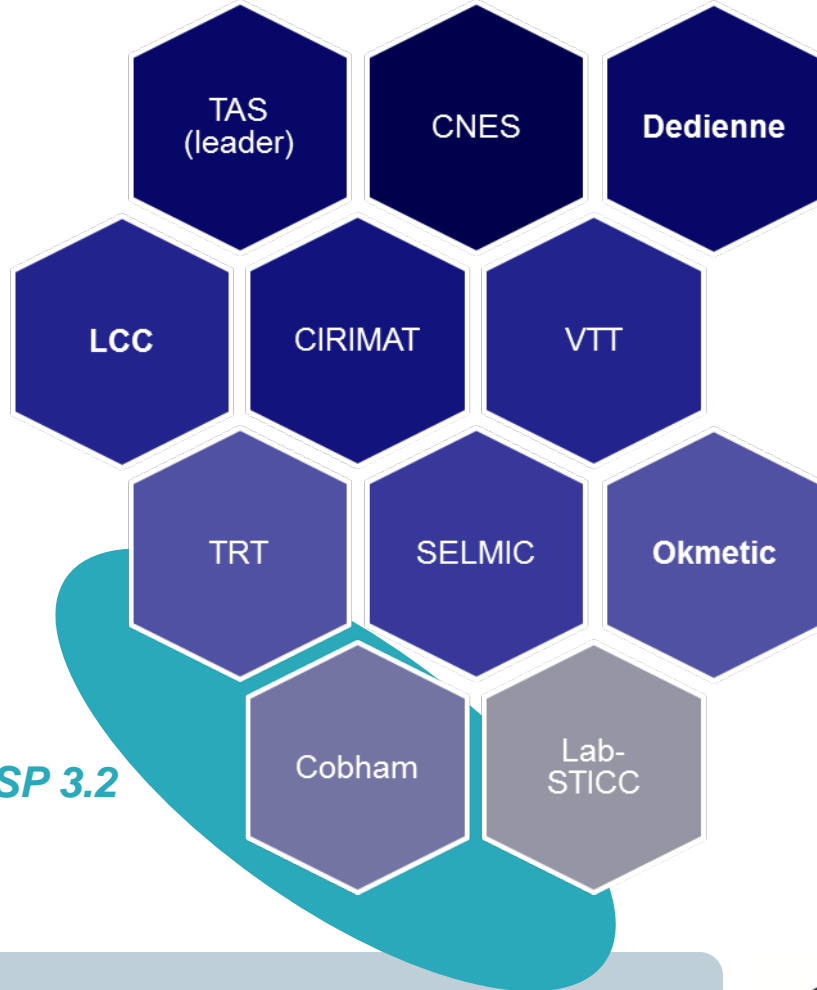 TAS
(leader)
CNES
Dedienne
LCC
CIRIMAT
VTT
TRT
SELMIC
Okmetic
SP 3.2
Cobham
Lab-
STICC